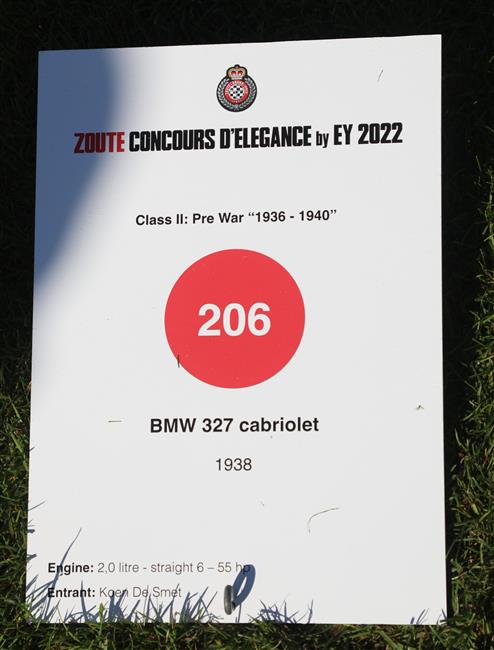 ZOUTE CONCOURS D'ELEGANCE by EY 2022
Class II: Pre War "1936 - 1940"
206
BMW 327 cabriolet
1938
Engine: 2,0 litre - straight 6 – 55 hp
Entrant: Koen De Smet